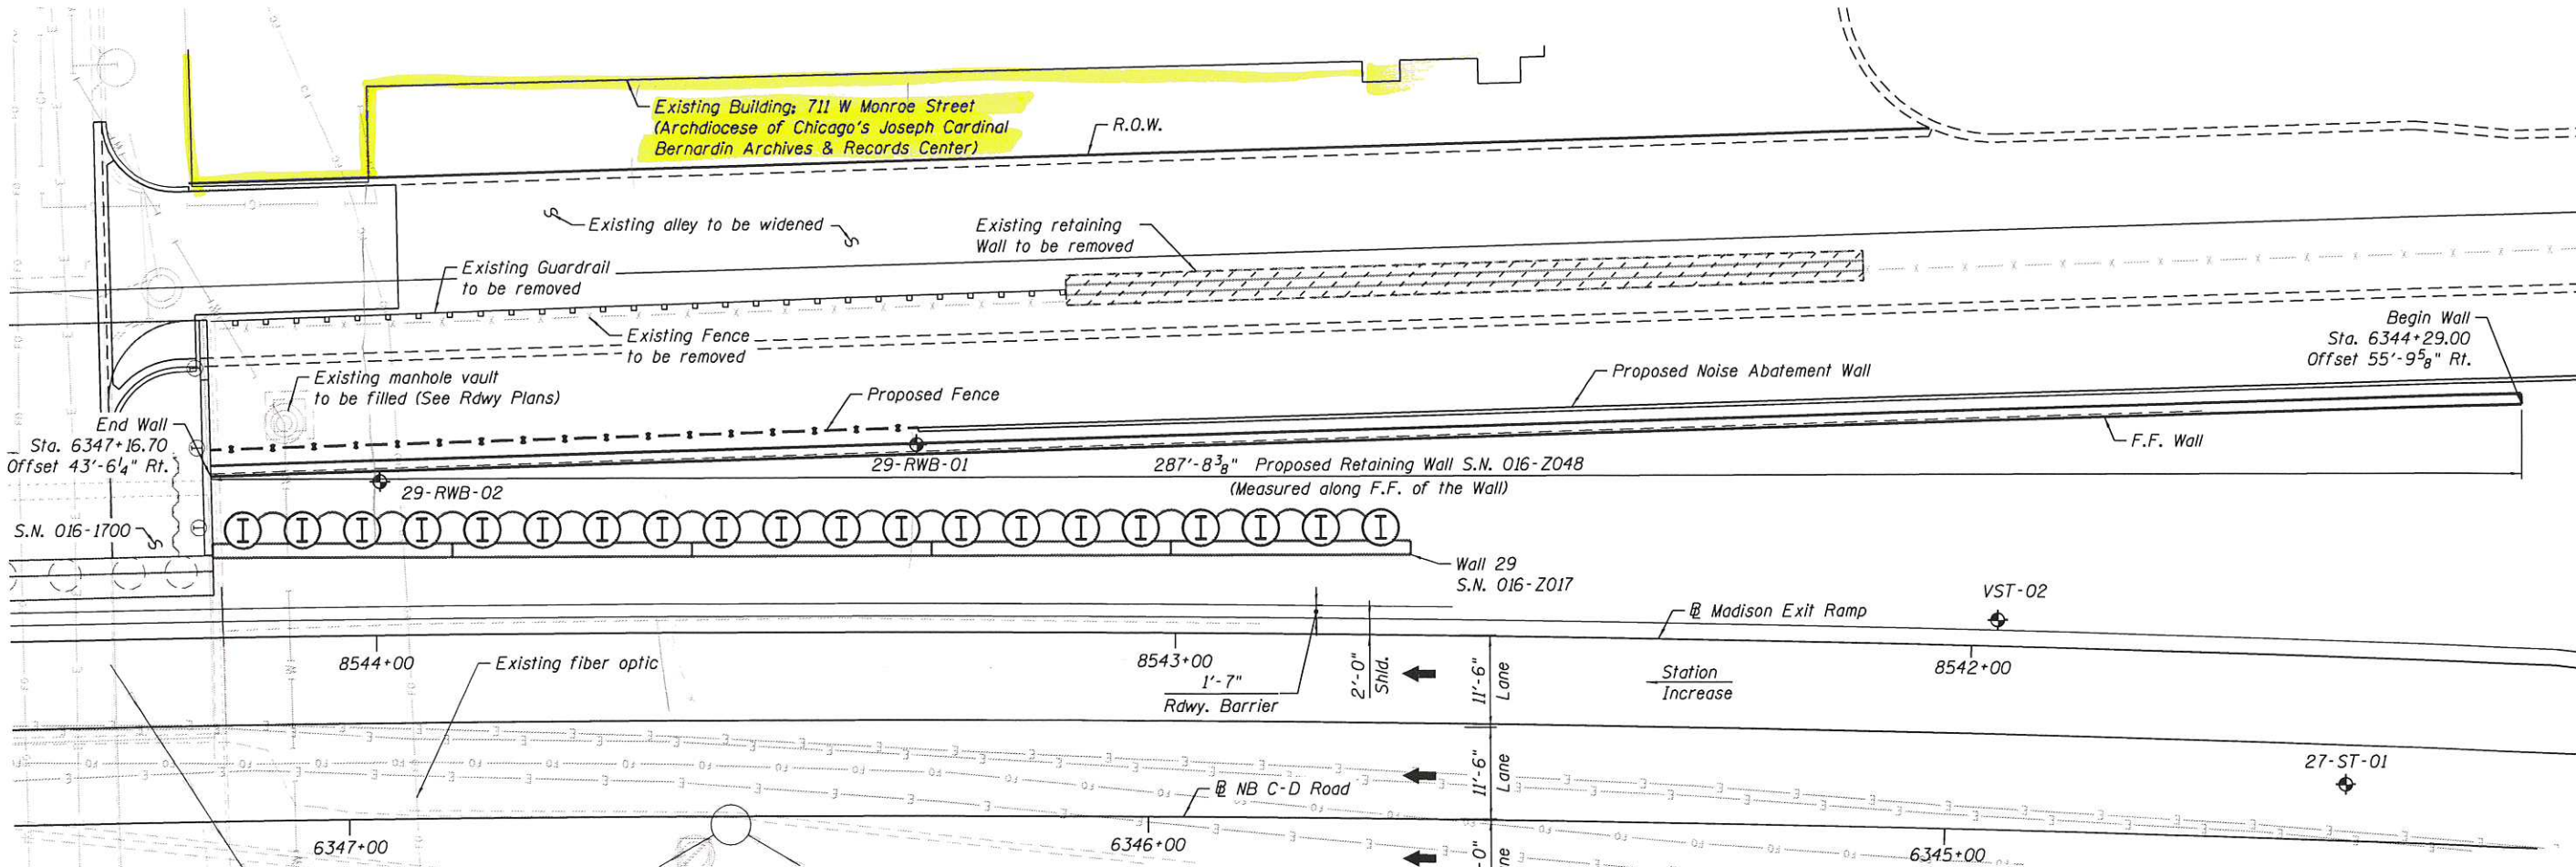 Existing Building; 711 W Monroe Street
(Archdiocese of Chicago's Joseph Cardinal
Bernardin Archives & Records Center)
R.O.W.
Existing alley to be widened
Existing retaining
Wall to be removed
Existing Guardrail
to be removed
Existing Fence
to be removed
Begin Wall
Sta. 6344+29.00
Offset 55'-9 5/8" Rt.
Existing manhole vault
to be filled (See Rdwy Plans)
Proposed Fence
Proposed Noise Abatement Wall
End Wall
Sta. 6347+16.70
Offset 43'-6 1/4" Rt.
F.F. Wall
29-RWB-01
287'-8 3/8" Proposed Retaining Wall S.N. 016-Z048
(Measured along F.F. of the Wall)
29-RWB-02
S.N. 016-1700
Wall 29
S.N. 016-Z017
VST-02
℄ Madison Exit Ramp
8544+00
Existing fiber optic
8543+00
8542+00
1'-7"
Rdwy. Barrier
2'-0"
Shld.
11'-6"
Lane
Station
Increase
11'-6"
Lane
27-ST-01
℄ NB C-D Road
6347+00
6346+00
6345+00